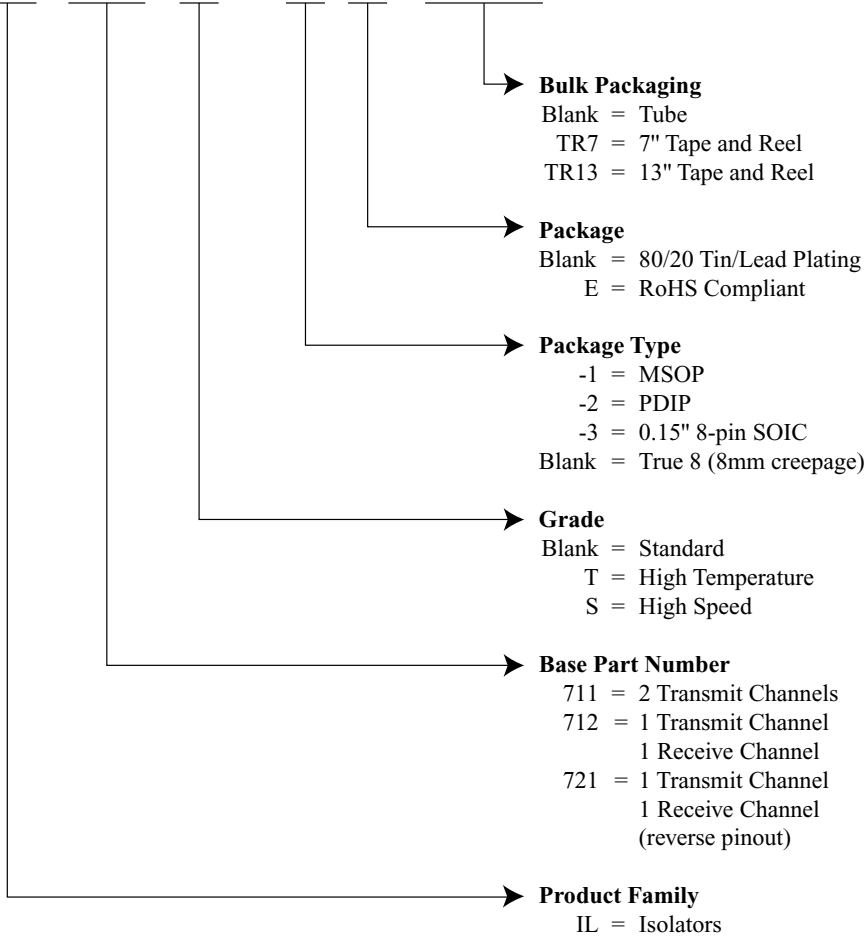 Bulk Packaging
Blank = Tube
TR7 = 7" Tape and Reel
TR13 = 13" Tape and Reel
Package
Blank = 80/20 Tin/Lead Plating
E = RoHS Compliant
Package Type
-1 = MSOP
-2 = PDIP
-3 = 0.15" 8-pin SOIC
Blank = True 8 (8mm creepage)
Grade
Blank = Standard
T = High Temperature
S = High Speed
Base Part Number
711 = 2 Transmit Channels
712 = 1 Transmit Channel
1 Receive Channel
721 = 1 Transmit Channel
1 Receive Channel
(reverse pinout)
Product Family
IL = Isolators